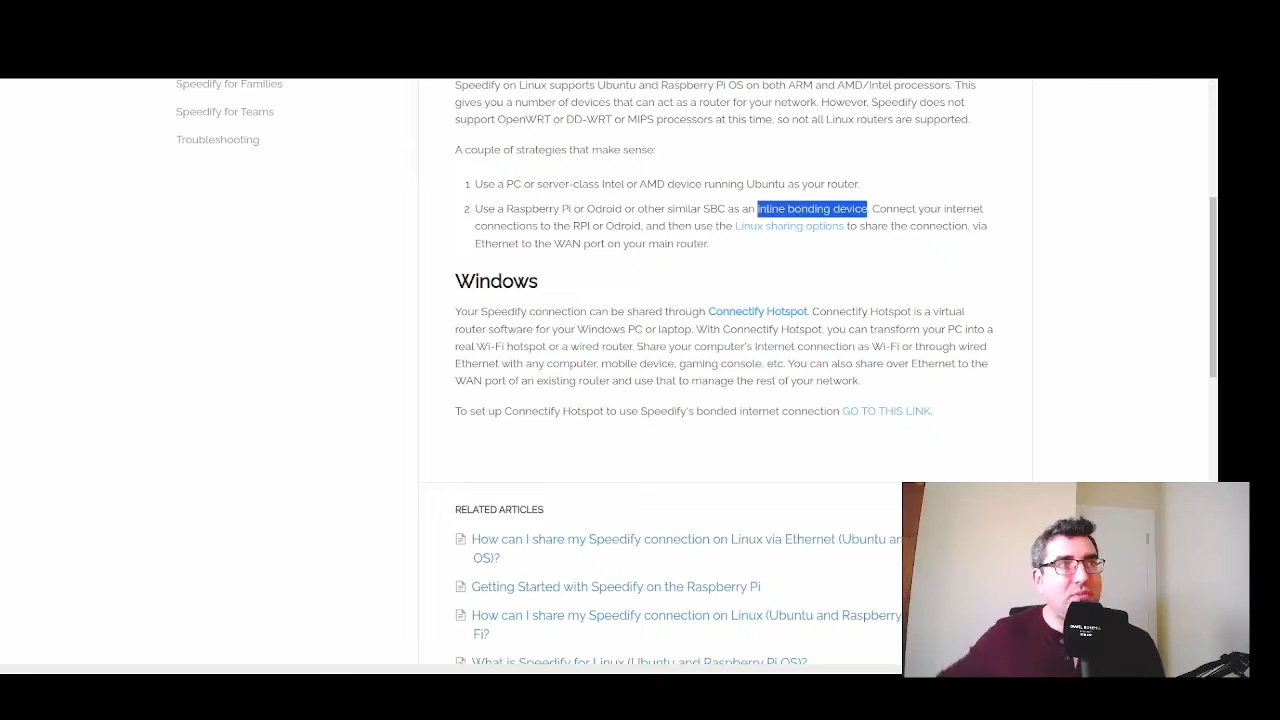 Speedify for Families
Speedify for Teams
Troubleshooting
Speedify on Linux supports Ubuntu and Raspberry Pi OS on both ARM and AMD/Intel processors. This
gives you a number of devices that can act as a router for your network. However, Speedify does not
support OpenWRT or DD-WRT or MIPS processors at this time, so not all Linux routers are supported.
A couple of strategies that make sense:
1. Use a PC or server-class Intel or AMD device running Ubuntu as your router.
2. Use a Raspberry Pi or Odroid or other similar SBC as an inline bonding device. Connect your internet
connections to the RPI or Odroid, and then use the Linux sharing options to share the connection, via
Ethernet to the WAN port on your main router.
Windows
Your Speedify connection can be shared through Connectify Hotspot. Connectify Hotspot is a virtual
router software for your Windows PC or laptop. With Connectify Hotspot, you can transform your PC into a
real Wi-Fi hotspot or a wired router. Share your computer's Internet connection as Wi-Fi or through wired
Ethernet with any computer, mobile device, gaming console, etc. You can also share over Ethernet to the
WAN port of an existing router and use that to manage the rest of your network.
To set up Connectify Hotspot to use Speedify's bonded internet connection GO TO THIS LINK.
RELATED ARTICLES
How can I share my Speedify connection on Linux via Ethernet (Ubuntu an
OS)?
Getting Started with Speedify on the Raspberry Pi
How can I share my Speedify connection on Linux (Ubuntu and Raspberry
Fi?
What is Speedify for Linux (Ubuntu and Raspberry Pi OS)?